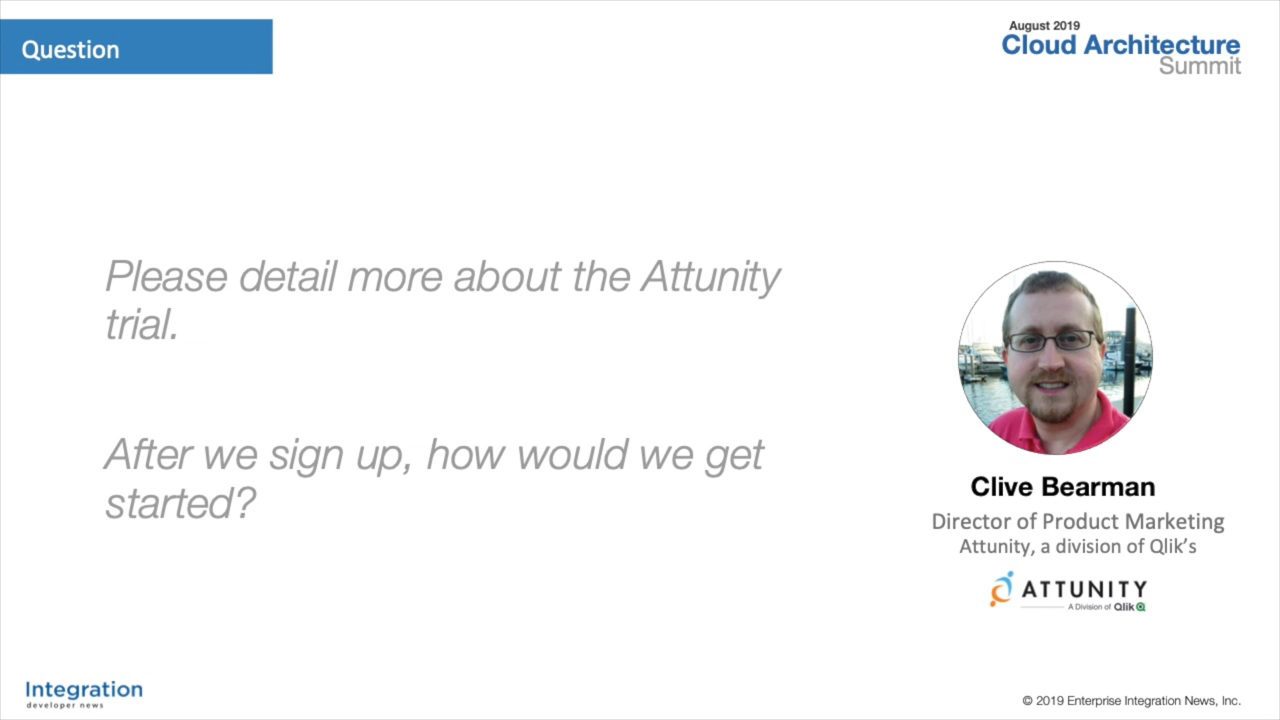 Question
August 2019
Cloud Architecture
Summit
Please detail more about the Attunity
trial.
After we sign up, how would we get
started?
Clive Bearman
Director of Product Marketing
Attunity, a division of Qlik’s
ATTUNITY
A Division of Qlik
Integration
developer news
© 2019 Enterprise Integration News, Inc.